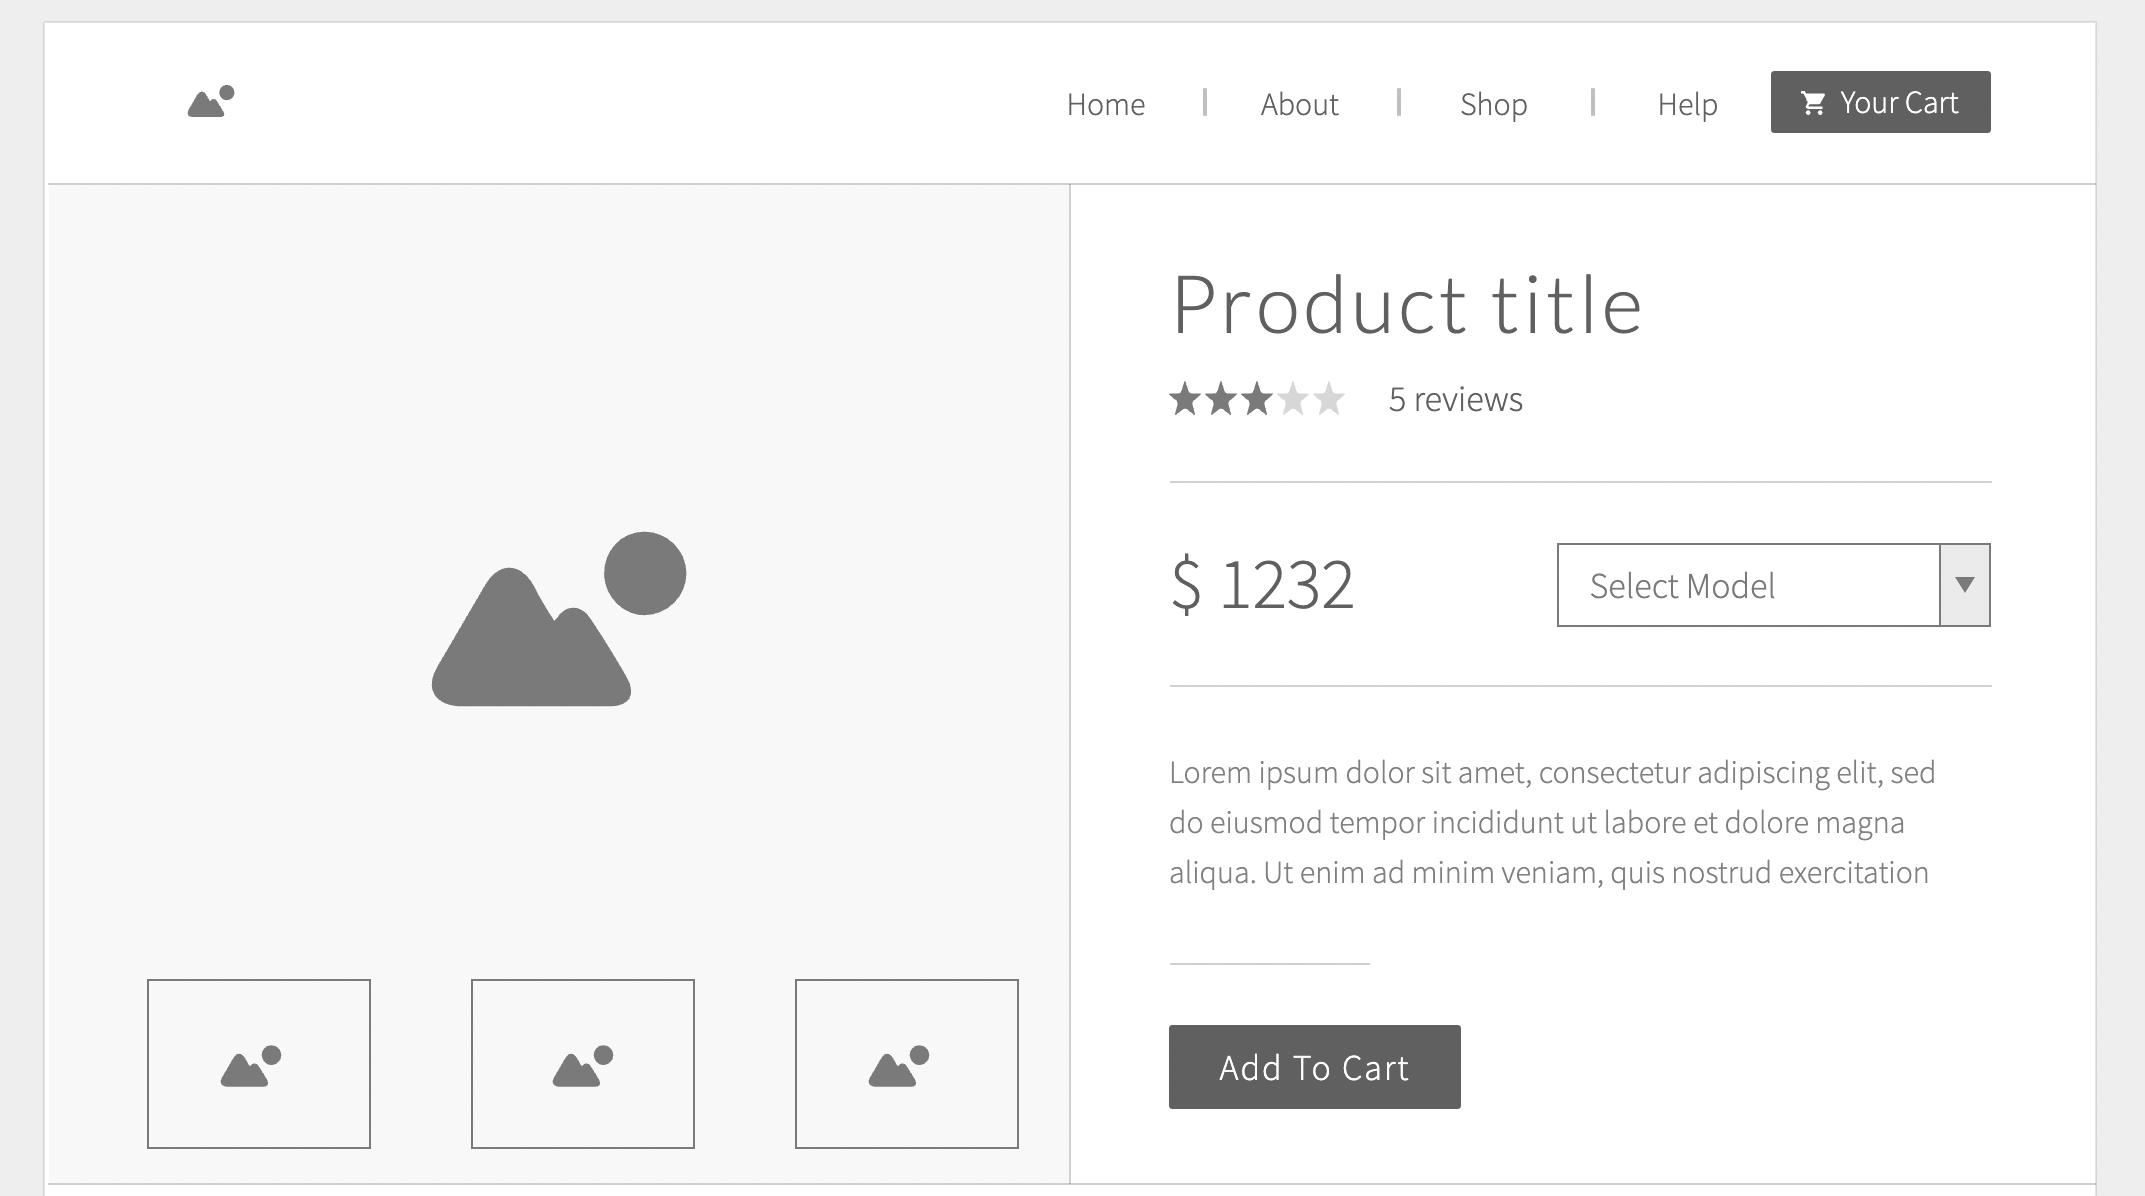 Home | About | Shop | Help Your Cart
Product title
5 reviews
$ 1232
Select Model
Lorem ipsum dolor sit amet, consectetur adipiscing elit, sed
do eiusmod tempor incididunt ut labore et dolore magna
aliqua. Ut enim ad minim veniam, quis nostrud exercitation
Add To Cart